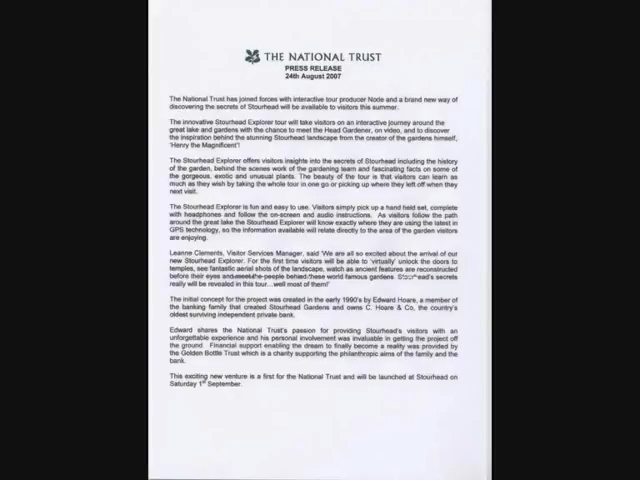 THE NATIONAL TRUST
PRESS RELEASE
24th August 2007
The National Trust has joined forces with interactive tour producer Node and a brand new way of
discovering the secrets of Stourhead will be available to visitors this summer.
The innovative Stourhead Explorer tour will take visitors on an interactive journey around the
great lake and gardens with the chance to meet the Head Gardener, on video, and to discover
the inspiration behind the stunning Stourhead landscape from the creator of the gardens himself,
'Henry the Magnificent'!
The Stourhead Explorer offers visitors insights into the secrets of Stourhead including the history
of the garden, behind the scenes work of the gardening team and fascinating facts on some of
the gorgeous, exotic and unusual plants. The beauty of the tour is that visitors can learn as
much as they wish by taking the whole tour in one go or picking up where they left off when they
next visit.
The Stourhead Explorer is fun and easy to use. Visitors simply pick up a hand held set, complete
with headphones and follow the on-screen and audio instructions. As visitors follow the path
around the great lake the Stourhead Explorer will know exactly where they are using the latest in
GPS technology, so the information available will relate directly to the area of the garden visitors
are enjoying.
Leanne Clements, Visitor Services Manager, said 'We are all so excited about the arrival of our
new Stourhead Explorer. For the first time visitors will be able to 'virtually' unlock the doors to
temples, see fantastic aerial shots of the landscape, watch as ancient features are reconstructed
before their eyes and meet the people behind these world famous gardens. Stourhead's secrets
really will be revealed in this tour…well most of them!'
The initial concept for the project was created in the early 1990's by Edward Hoare, a member of
the banking family that created Stourhead Gardens and owns C. Hoare & Co, the country's
oldest surviving independent private bank.
Edward shares the National Trust's passion for providing Stourhead's visitors with an
unforgettable experience and his personal involvement was invaluable in getting the project off
the ground. Financial support enabling the dream to finally become a reality was provided by
the Golden Bottle Trust which is a charity supporting the philanthropic aims of the family and the
bank.
This exciting new venture is a first for the National Trust and will be launched at Stourhead on
Saturday 1st September.